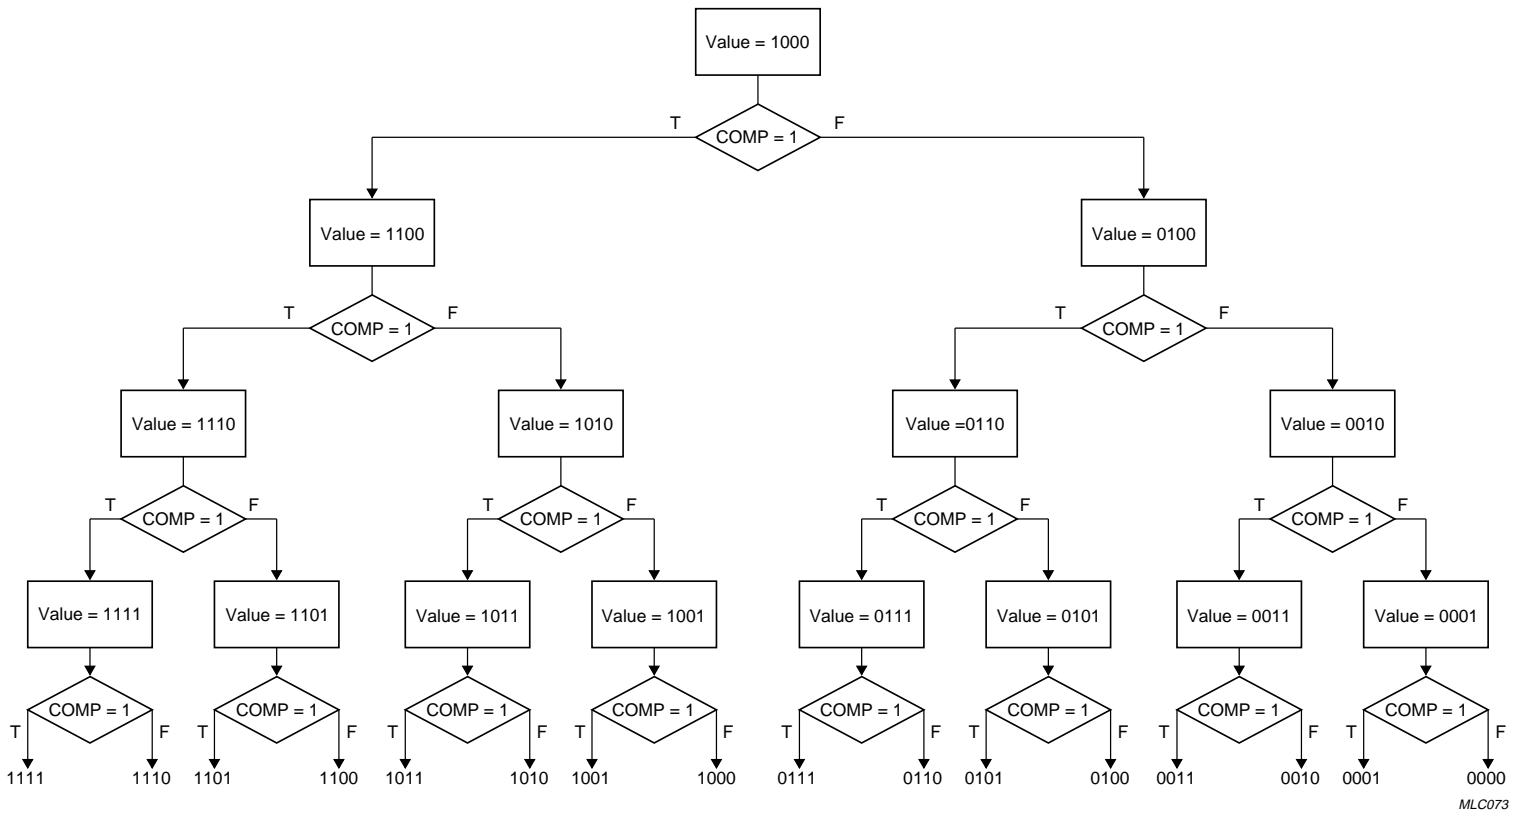 Value = 1000
T
COMP = 1
F
Value = 1100
Value = 0100
T
COMP = 1
F
T
COMP = 1
F
Value = 1110
Value = 1010
Value =0110
Value = 0010
T
COMP = 1
F
T
COMP = 1
F
T
COMP = 1
F
T
COMP = 1
F
Value = 1111
Value = 1101
Value = 1011
Value = 1001
Value = 0111
Value = 0101
Value = 0011
Value = 0001
T
COMP = 1
F
T
COMP = 1
F
T
COMP = 1
F
T
COMP = 1
F
T
COMP = 1
F
T
COMP = 1
F
T
COMP = 1
F
T
COMP = 1
F
1111
1110
1101
1100
1011
1010
1001
1000
0111
0110
0101
0100
0011
0010
0001
0000
MLC073